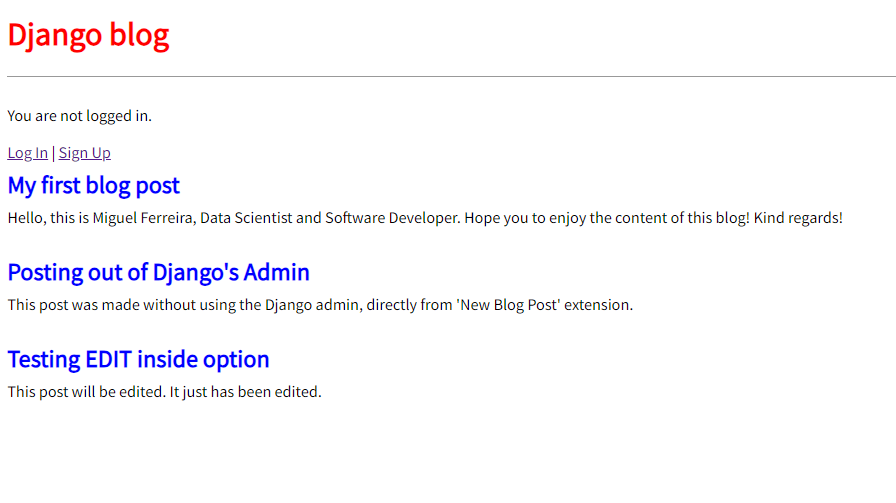 Django blog
You are not logged in.
Log In | Sign Up
My first blog post
Hello, this is Miguel Ferreira, Data Scientist and Software Developer. Hope you to enjoy the content of this blog! Kind regards!
Posting out of Django's Admin
This post was made without using the Django admin, directly from 'New Blog Post' extension.
Testing EDIT inside option
This post will be edited. It just has been edited.